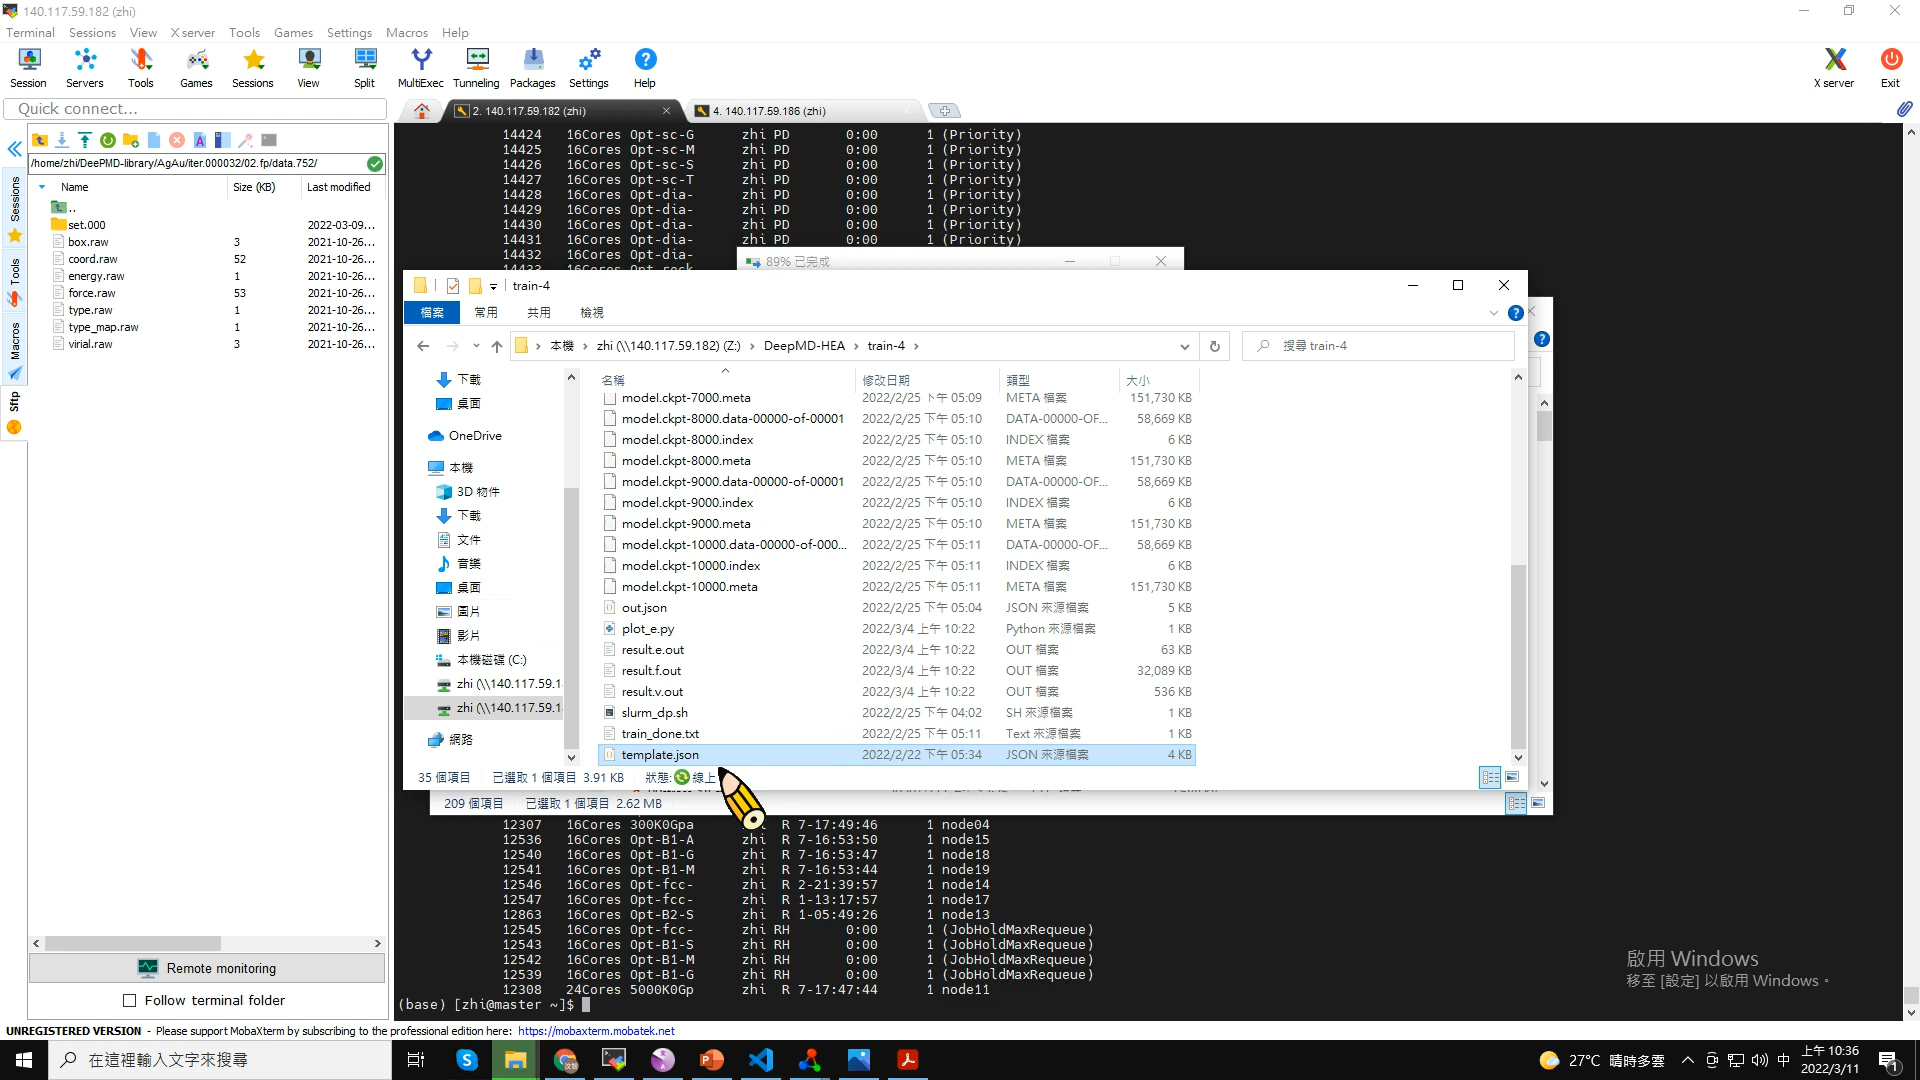 140.117.59.182 (zhi)
Terminal Sessions View X server Tools Games Settings Macros Help
Session Servers Tools Games Sessions View Split MultiExec Tunneling Packages Settings Help X server Exit
Quick connect...
2. 140.117.59.182 (zhi)
4. 140.117.59.186 (zhi)
/home/zhi/DeePMD-library/AgAu/iter.000032/02.fp/data.752/
Name Size (KB) Last modified
..
set.000 2022-03-09...
box.raw 3 2021-10-26...
coord.raw 52 2021-10-26...
energy.raw 1 2021-10-26...
force.raw 53 2021-10-26...
type.raw 1 2021-10-26...
type_map.raw 1 2021-10-26...
virial.raw 3 2021-10-26...
Sessions
Tools
Macros
Sftp
Remote monitoring
Follow terminal folder
14424 16Cores Opt-sc-G zhi PD 0:00 1 (Priority)
14425 16Cores Opt-sc-M zhi PD 0:00 1 (Priority)
14426 16Cores Opt-sc-S zhi PD 0:00 1 (Priority)
14427 16Cores Opt-sc-T zhi PD 0:00 1 (Priority)
14428 16Cores Opt-dia- zhi PD 0:00 1 (Priority)
14429 16Cores Opt-dia- zhi PD 0:00 1 (Priority)
14430 16Cores Opt-dia- zhi PD 0:00 1 (Priority)
14431 16Cores Opt-dia- zhi PD 0:00 1 (Priority)
14432 16Cores Opt-dia-
14433 16Cores Opt-rock
89% 已完成
train-4
檔案 常用 共用 檢視
本機 › zhi (\\140.117.59.182) (Z:) › DeepMD-HEA › train-4 ›
搜尋 train-4
下載
桌面
OneDrive
本機
3D 物件
下載
文件
音樂
桌面
圖片
影片
本機磁碟 (C:)
zhi (\\140.117.59.1
zhi (\\140.117.59.1
網路
名稱 修改日期 類型 大小
model.ckpt-7000.meta 2022/2/25 下午 05:09 META 檔案 151,730 KB
model.ckpt-8000.data-00000-of-00001 2022/2/25 下午 05:10 DATA-00000-OF... 58,669 KB
model.ckpt-8000.index 2022/2/25 下午 05:10 INDEX 檔案 6 KB
model.ckpt-8000.meta 2022/2/25 下午 05:10 META 檔案 151,730 KB
model.ckpt-9000.data-00000-of-00001 2022/2/25 下午 05:10 DATA-00000-OF... 58,669 KB
model.ckpt-9000.index 2022/2/25 下午 05:10 INDEX 檔案 6 KB
model.ckpt-9000.meta 2022/2/25 下午 05:10 META 檔案 151,730 KB
model.ckpt-10000.data-00000-of-000... 2022/2/25 下午 05:11 DATA-00000-OF... 58,669 KB
model.ckpt-10000.index 2022/2/25 下午 05:11 INDEX 檔案 6 KB
model.ckpt-10000.meta 2022/2/25 下午 05:11 META 檔案 151,730 KB
out.json 2022/2/25 下午 05:04 JSON 來源檔案 5 KB
plot_e.py 2022/3/4 上午 10:22 Python 來源檔案 1 KB
result.e.out 2022/3/4 上午 10:22 OUT 檔案 63 KB
result.f.out 2022/3/4 上午 10:22 OUT 檔案 32,089 KB
result.v.out 2022/3/4 上午 10:22 OUT 檔案 536 KB
slurm_dp.sh 2022/2/25 下午 04:02 SH 來源檔案 1 KB
train_done.txt 2022/2/25 下午 05:11 Text 來源檔案 1 KB
template.json 2022/2/22 下午 05:34 JSON 來源檔案 4 KB
35 個項目 已選取 1 個項目 3.91 KB 狀態: 線上
209 個項目 已選取 1 個項目 2.62 MB
12307 16Cores 300K0Gpa R 7-17:49:46 1 node04
12536 16Cores Opt-B1-A zhi R 7-16:53:50 1 node15
12540 16Cores Opt-B1-G zhi R 7-16:53:47 1 node18
12541 16Cores Opt-B1-M zhi R 7-16:53:44 1 node19
12546 16Cores Opt-fcc- zhi R 2-21:39:57 1 node14
12547 16Cores Opt-fcc- zhi R 1-13:17:57 1 node17
12863 16Cores Opt-B2-S zhi R 1-05:49:26 1 node13
12545 16Cores Opt-fcc- zhi RH 0:00 1 (JobHoldMaxRequeue)
12543 16Cores Opt-B1-S zhi RH 0:00 1 (JobHoldMaxRequeue)
12542 16Cores Opt-B1-M zhi RH 0:00 1 (JobHoldMaxRequeue)
12539 16Cores Opt-B1-G zhi RH 0:00 1 (JobHoldMaxRequeue)
12308 24Cores 5000K0Gp zhi R 7-17:47:44 1 node11
(base) [zhi@master ~]$
啟用 Windows
移至 [設定] 以啟用 Windows。
UNREGISTERED VERSION - Please support MobaXterm by subscribing to the professional edition here: https://mobaxterm.mobatek.net
在這裡輸入文字來搜尋
27°C 晴時多雲
中
上午 10:36
2022/3/11
1